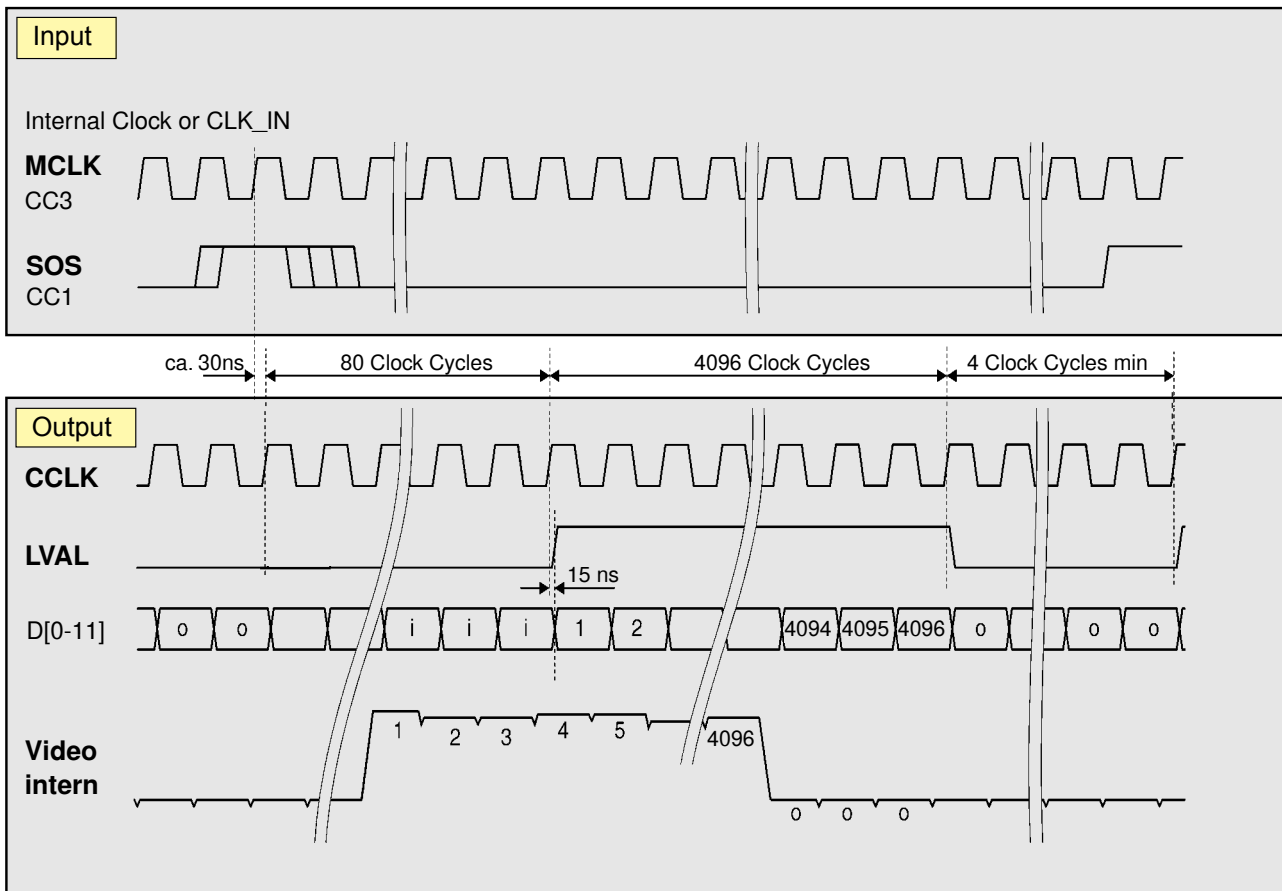 Input
Internal Clock or CLK_IN
MCLK
CC3
SOS
CC1
ca. 30ns 80 Clock Cycles 4096 Clock Cycles 4 Clock Cycles min
Output
CCLK
LVAL
15 ns
D[0-11] o o i i i 1 2 4094 4095 4096 o o o
1 2 3 4 5 4096
Video
intern
o o o